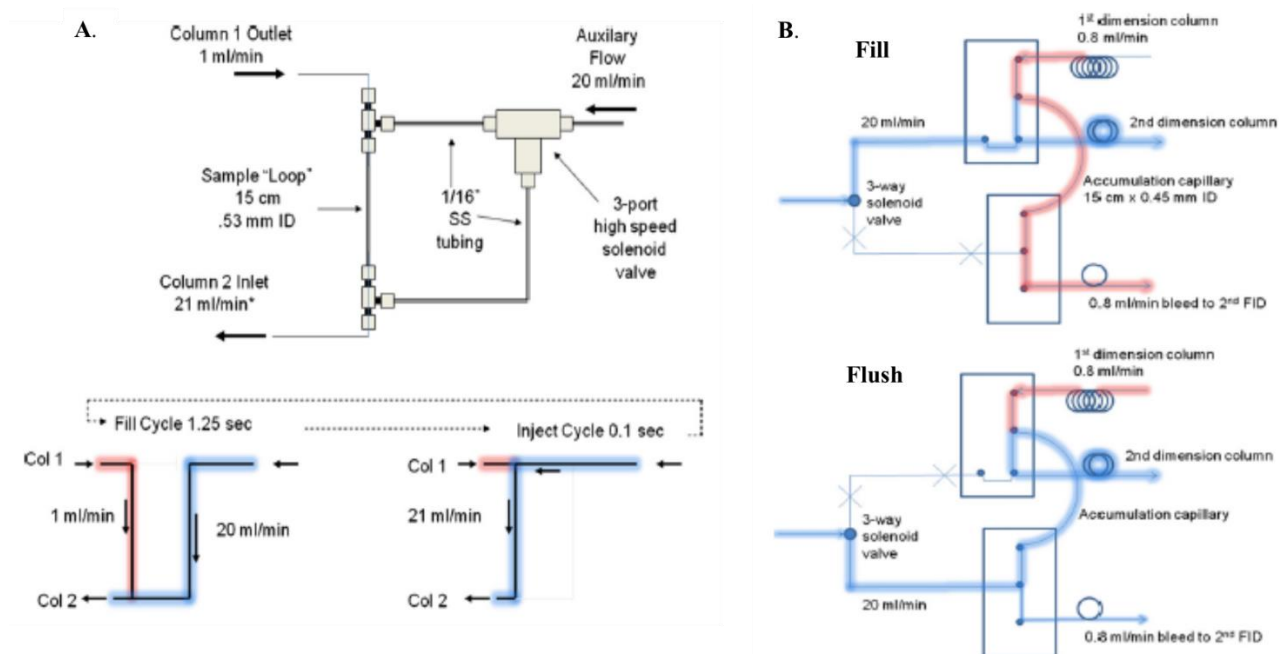 A.
Column 1 Outlet
1 ml/min
Auxilary
Flow
20 ml/min
Sample "Loop"
15 cm
.53 mm ID
1/16"
SS
tubing
3-port
high speed
solenoid
valve
Column 2 Inlet
21 ml/min*
Fill Cycle 1.25 sec
Inject Cycle 0.1 sec
Col 1
1 ml/min
20 ml/min
Col 2
Col 1
21 ml/min
Col 2
B.
Fill
1st dimension column
0.8 ml/min
20 ml/min
2nd dimension column
3-way
solenoid
valve
Accumulation capillary
15 cm x 0.45 mm ID
0.8 ml/min bleed to 2nd FID
Flush
1st dimension column
0.8 ml/min
2nd dimension column
Accumulation capillary
3-way
solenoid
valve
20 ml/min
0.8 ml/min bleed to 2nd FID